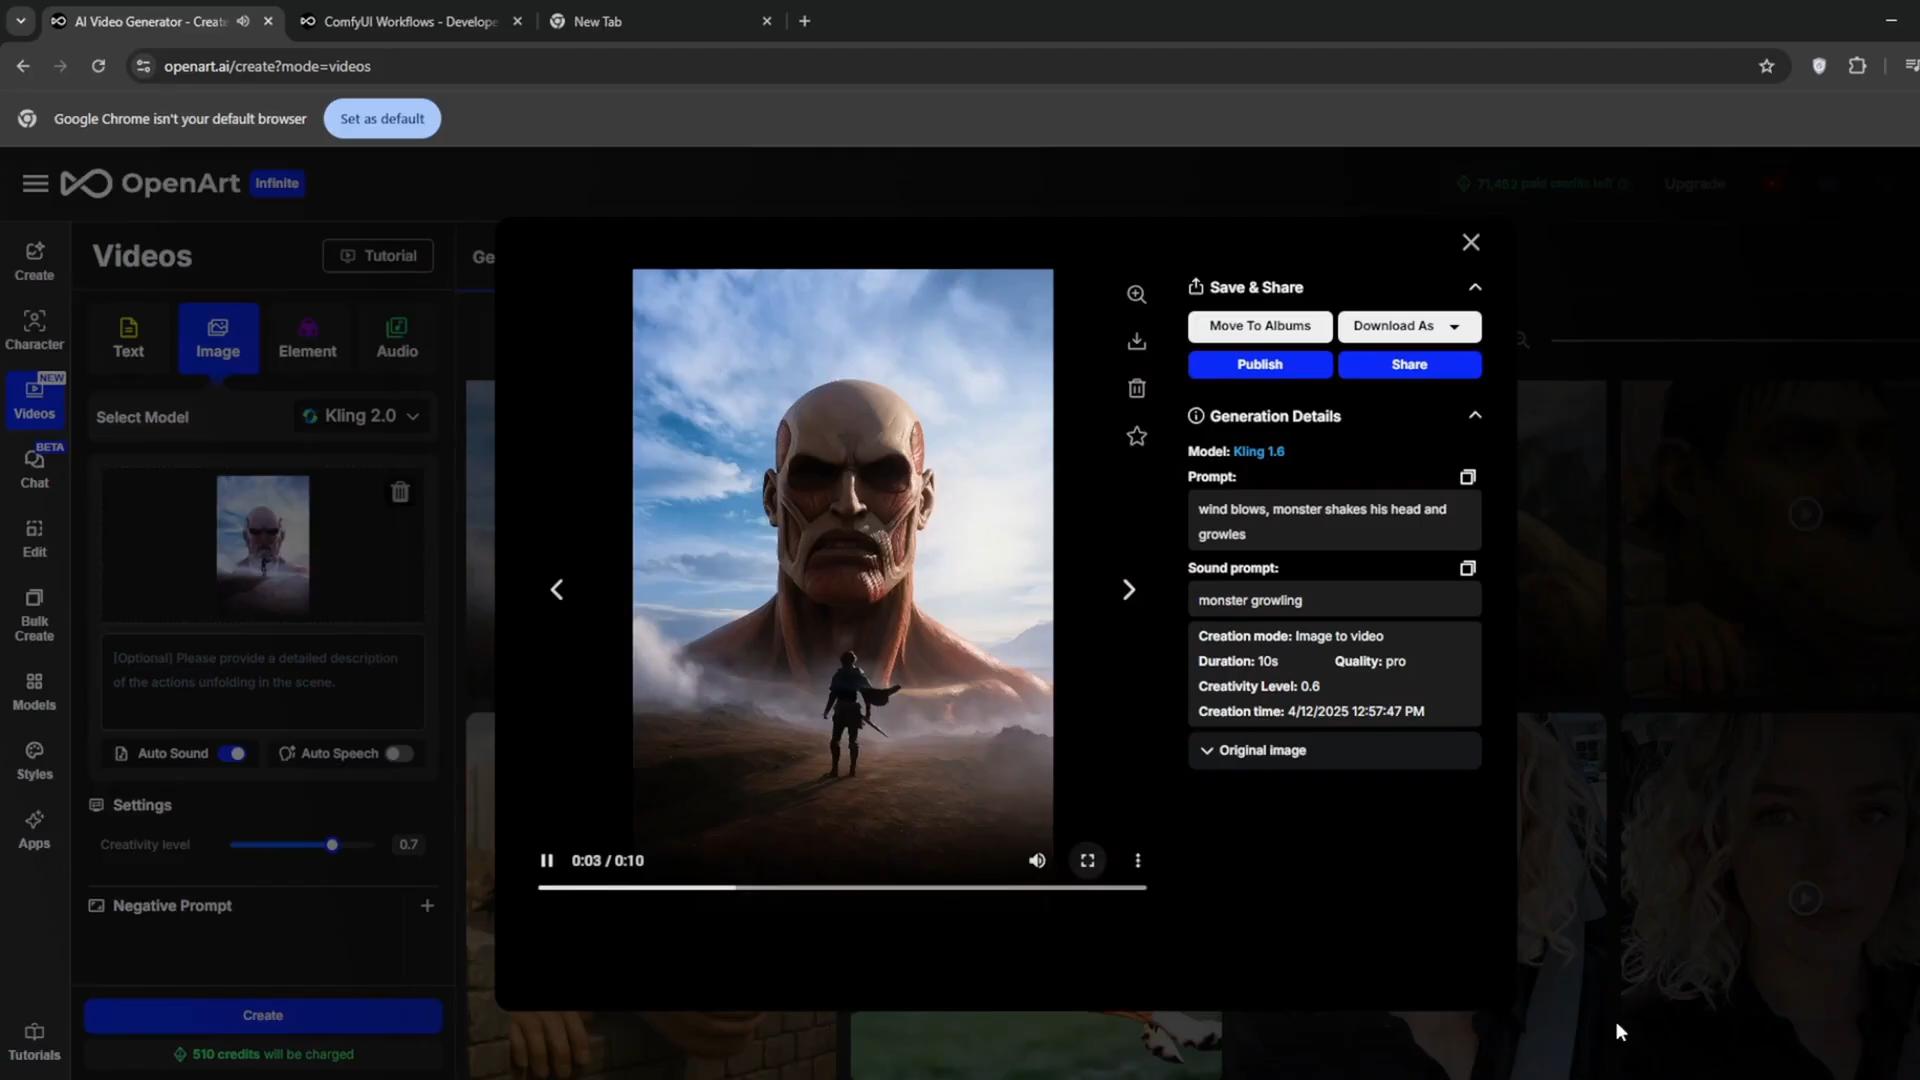 AI Video Generator - Create
ComfyUI Workflows - Develope
New Tab
openart.ai/create?mode=videos
Google Chrome isn't your default browser
Set as default
OpenArt
Infinite
71,452 paid credits left
Upgrade
Create
Character
NEW
Videos
BETA
Chat
Edit
Bulk
Create
Models
Styles
Apps
Tutorials
Videos
Tutorial
Ge
Text
Image
Element
Audio
Select Model
Kling 2.0
[Optional] Please provide a detailed description
of the actions unfolding in the scene.
Auto Sound
Auto Speech
Settings
Creativity level
0.7
Negative Prompt
Create
510 credits will be charged
0:03 / 0:10
Save & Share
Move To Albums
Download As
Publish
Share
Generation Details
Model: Kling 1.6
Prompt:
wind blows, monster shakes his head and
growles
Sound prompt:
monster growling
Creation mode: Image to video
Duration: 10s Quality: pro
Creativity Level: 0.6
Creation time: 4/12/2025 12:57:47 PM
Original image